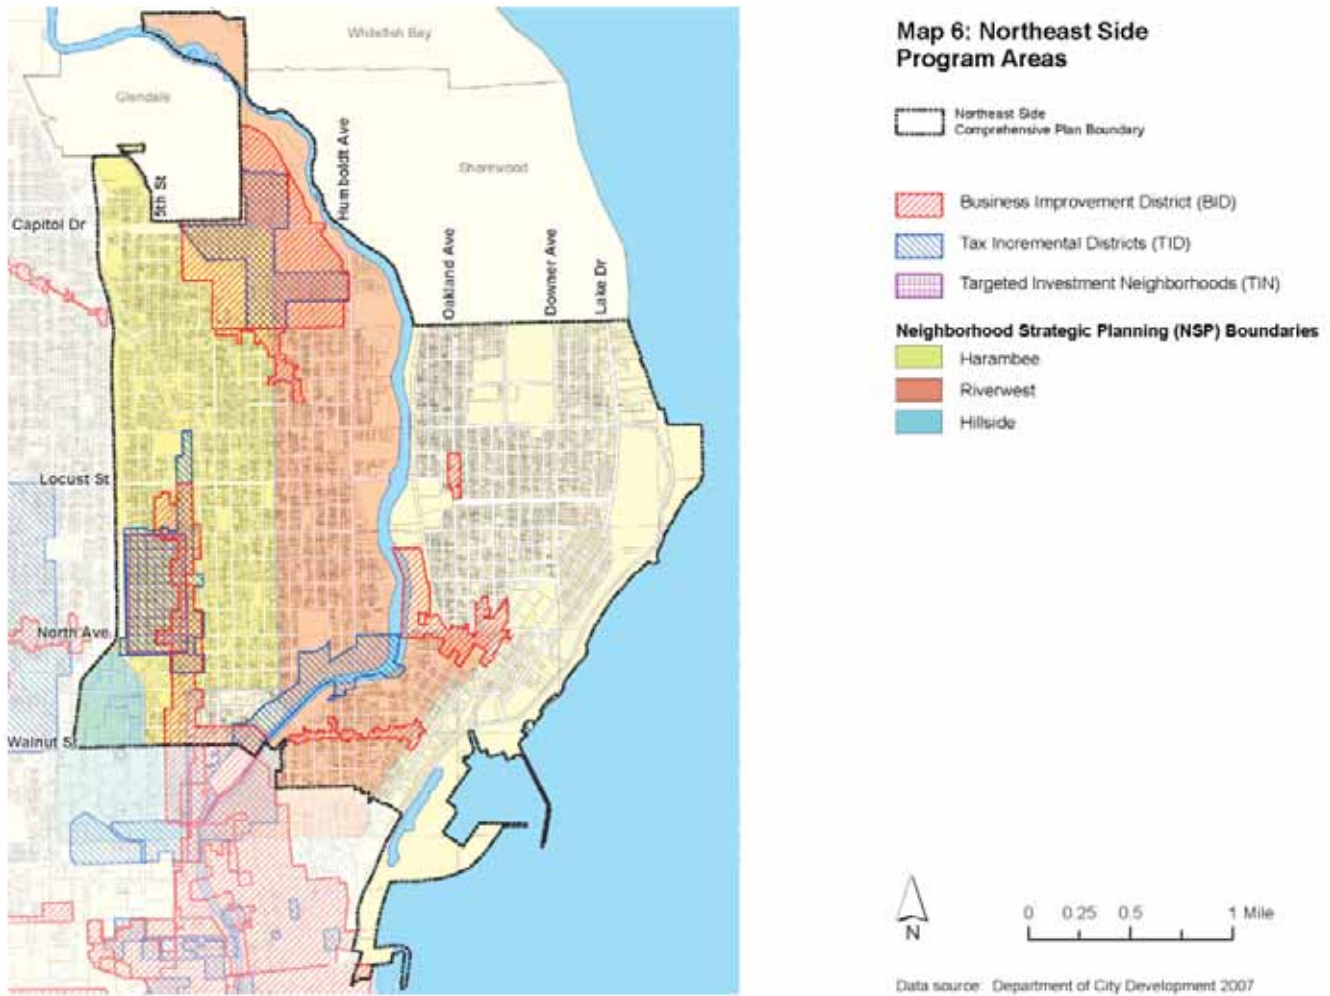 Map 6: Northeast Side
Program Areas
Northeast Side
Comprehensive Plan Boundary
Business Improvement District (BID)
Tax Incremental Districts (TID)
Targeted Investment Neighborhoods (TIN)
Neighborhood Strategic Planning (NSP) Boundaries
Harambee
Riverwest
Hillside
Whitefish Bay
Glendale
Shorewood
Humboldt Ave
5th St
Capitol Dr
Oakland Ave
Downer Ave
Lake Dr
Locust St
North Ave
Walnut S
N
0 0.25 0.5 1 Mile
Data source: Department of City Development 2007